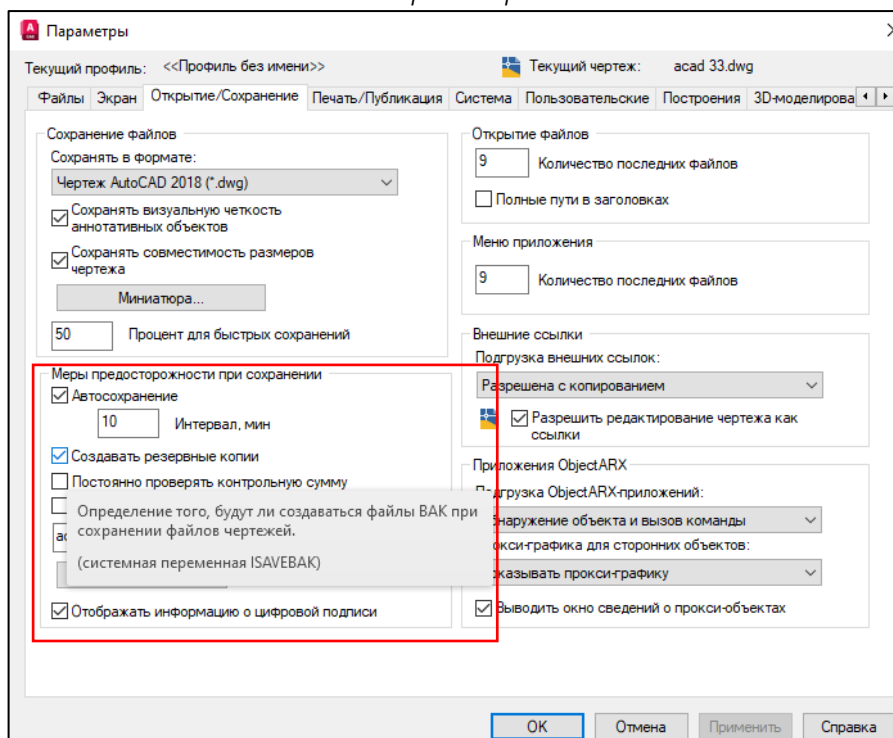 Параметры
Текущий профиль: <<Профиль без имени>>
Текущий чертеж: acad 33.dwg
Файлы Экран Открытие/Сохранение Печать/Публикация Система Пользовательские Построения 3D-моделирова
Сохранение файлов
Сохранять в формате:
Чертеж AutoCAD 2018 (*.dwg)
Сохранять визуальную четкость
аннотативных объектов
Сохранять совместимость размеров
чертежа
Миниатюра...
50 Процент для быстрых сохранений
Меры предосторожности при сохранении
Автосохранение
10 Интервал, мин
Создавать резервные копии
Постоянно проверять контрольную сумму
Определение того, будут ли создаваться файлы BAK при
сохранении файлов чертежей.
(системная переменная ISAVEBAK)
Отображать информацию о цифровой подписи
Открытие файлов
9 Количество последних файлов
Полные пути в заголовках
Меню приложения
9 Количество последних файлов
Внешние ссылки
Подгрузка внешних ссылок:
Разрешена с копированием
Разрешить редактирование чертежа как
ссылки
Приложения ObjectARX
ObjectARX-приложений:
объекта и вызов команды
для сторонних объектов:
прокси-графику
Выводить окно сведений о прокси-объектах
OK Отмена Применить Справка